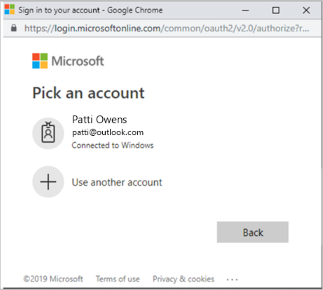 Sign in to your account - Google Chrome
https://login.microsoftonline.com/common/oauth2/v2.0/authorize?r...
Microsoft
Pick an account
Patti Owens
patti@outlook.com
Connected to Windows
Use another account
Back
©2019 Microsoft Terms of use Privacy & cookies ...